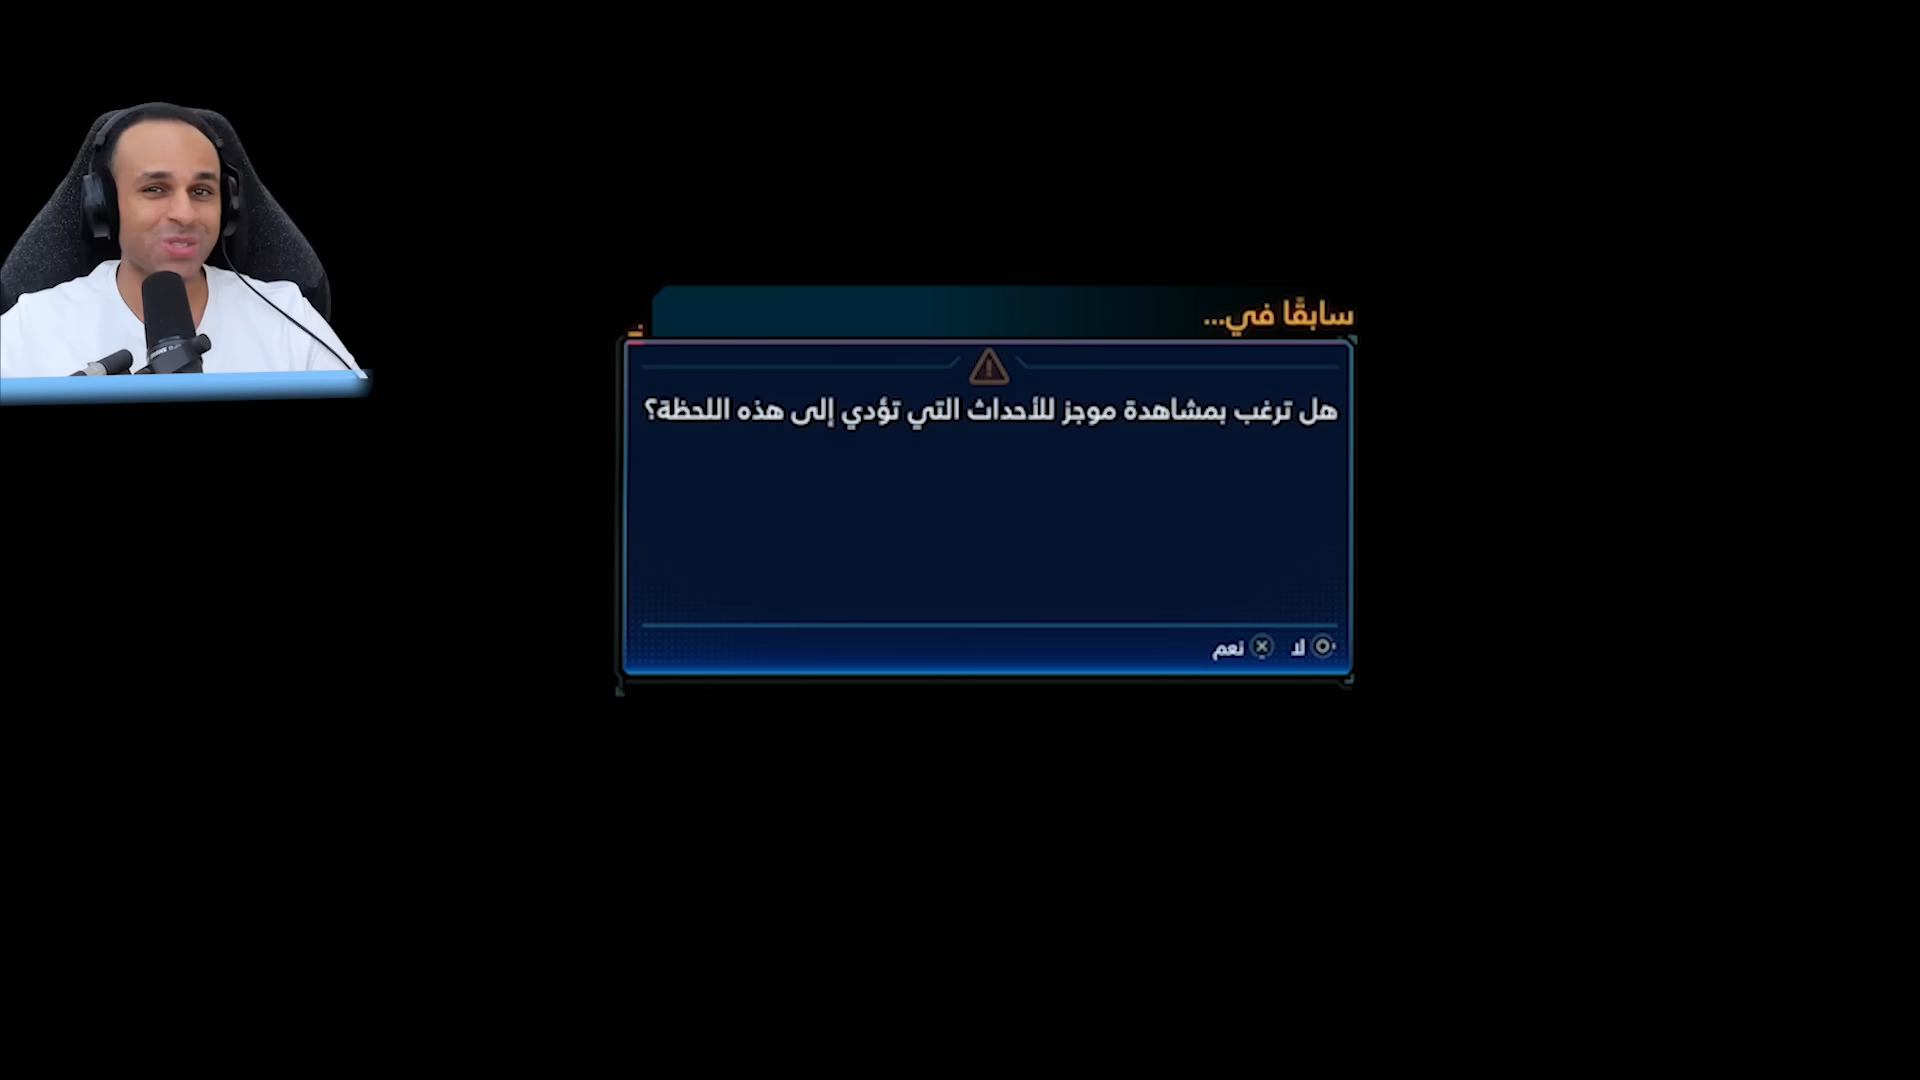 سابقًا في...
هل ترغب بمشاهدة موجز للأحداث التي تؤدي إلى هذه اللحظة؟
لا نعم